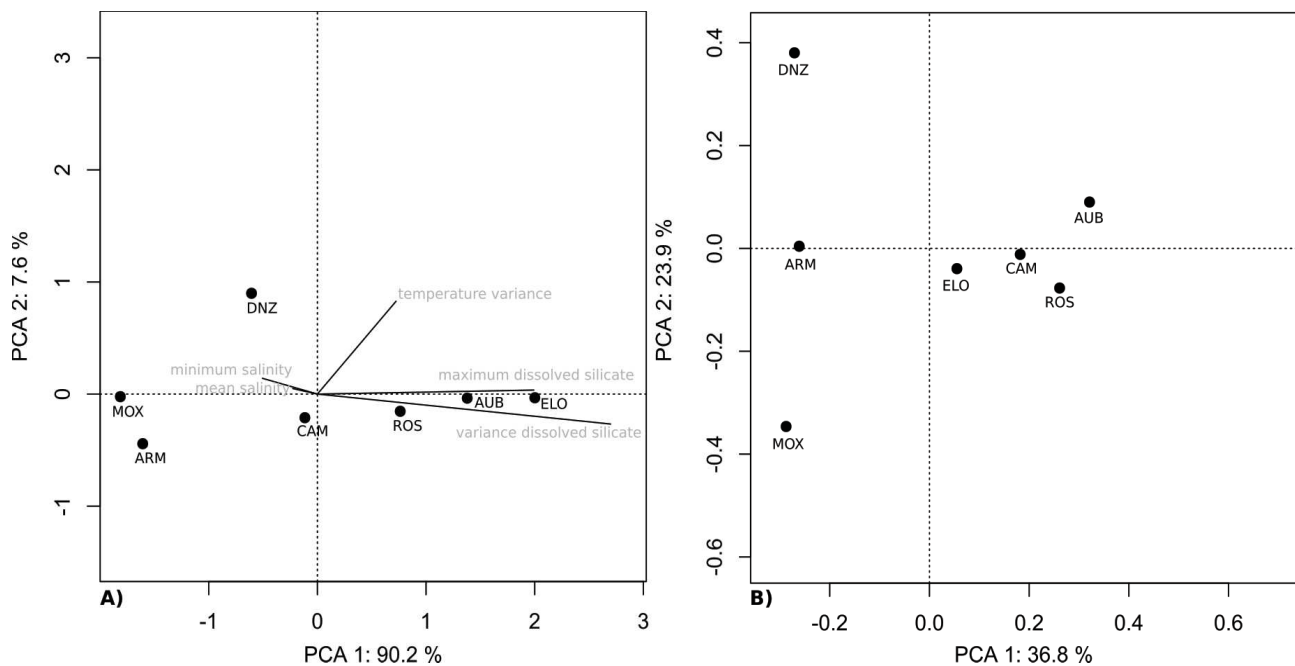 3
2
1
0
-1
PCA 2: 7.6 %
DNZ
temperature variance
minimum salinity
mean salinity
maximum dissolved silicate
MOX
AUB
ELO
CAM
ROS
variance dissolved silicate
ARM
A)
-1
0
1
2
3
PCA 1: 90.2 %
0.4
0.2
0.0
-0.2
-0.4
-0.6
PCA 2: 23.9 %
DNZ
AUB
ARM
CAM
ELO
ROS
MOX
B)
-0.2
0.0
0.2
0.4
0.6
PCA 1: 36.8 %